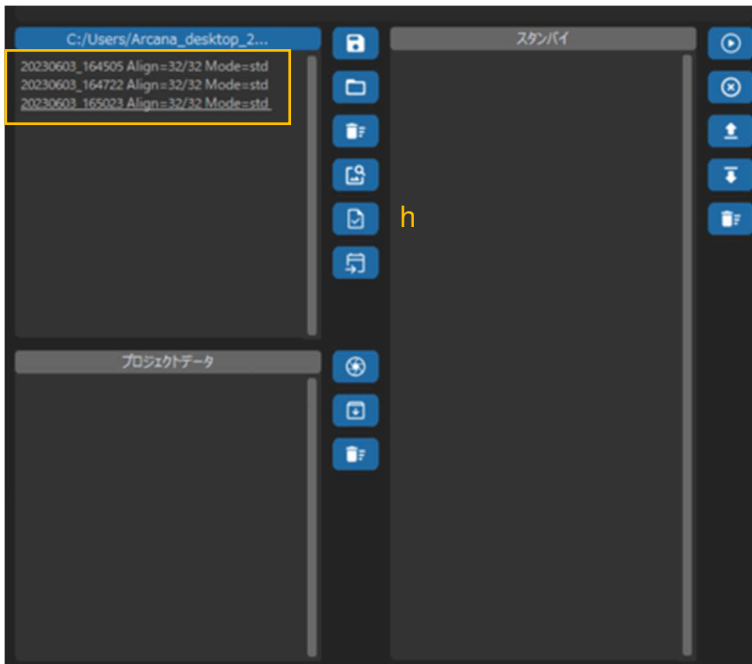 C:/Users/Arcana_desktop_2...
20230603_164505 Align=32/32 Mode=std
20230603_164722 Align=32/32 Mode=std
20230603_165023 Align=32/32 Mode=std
スタンバイ
h
プロジェクトデータ